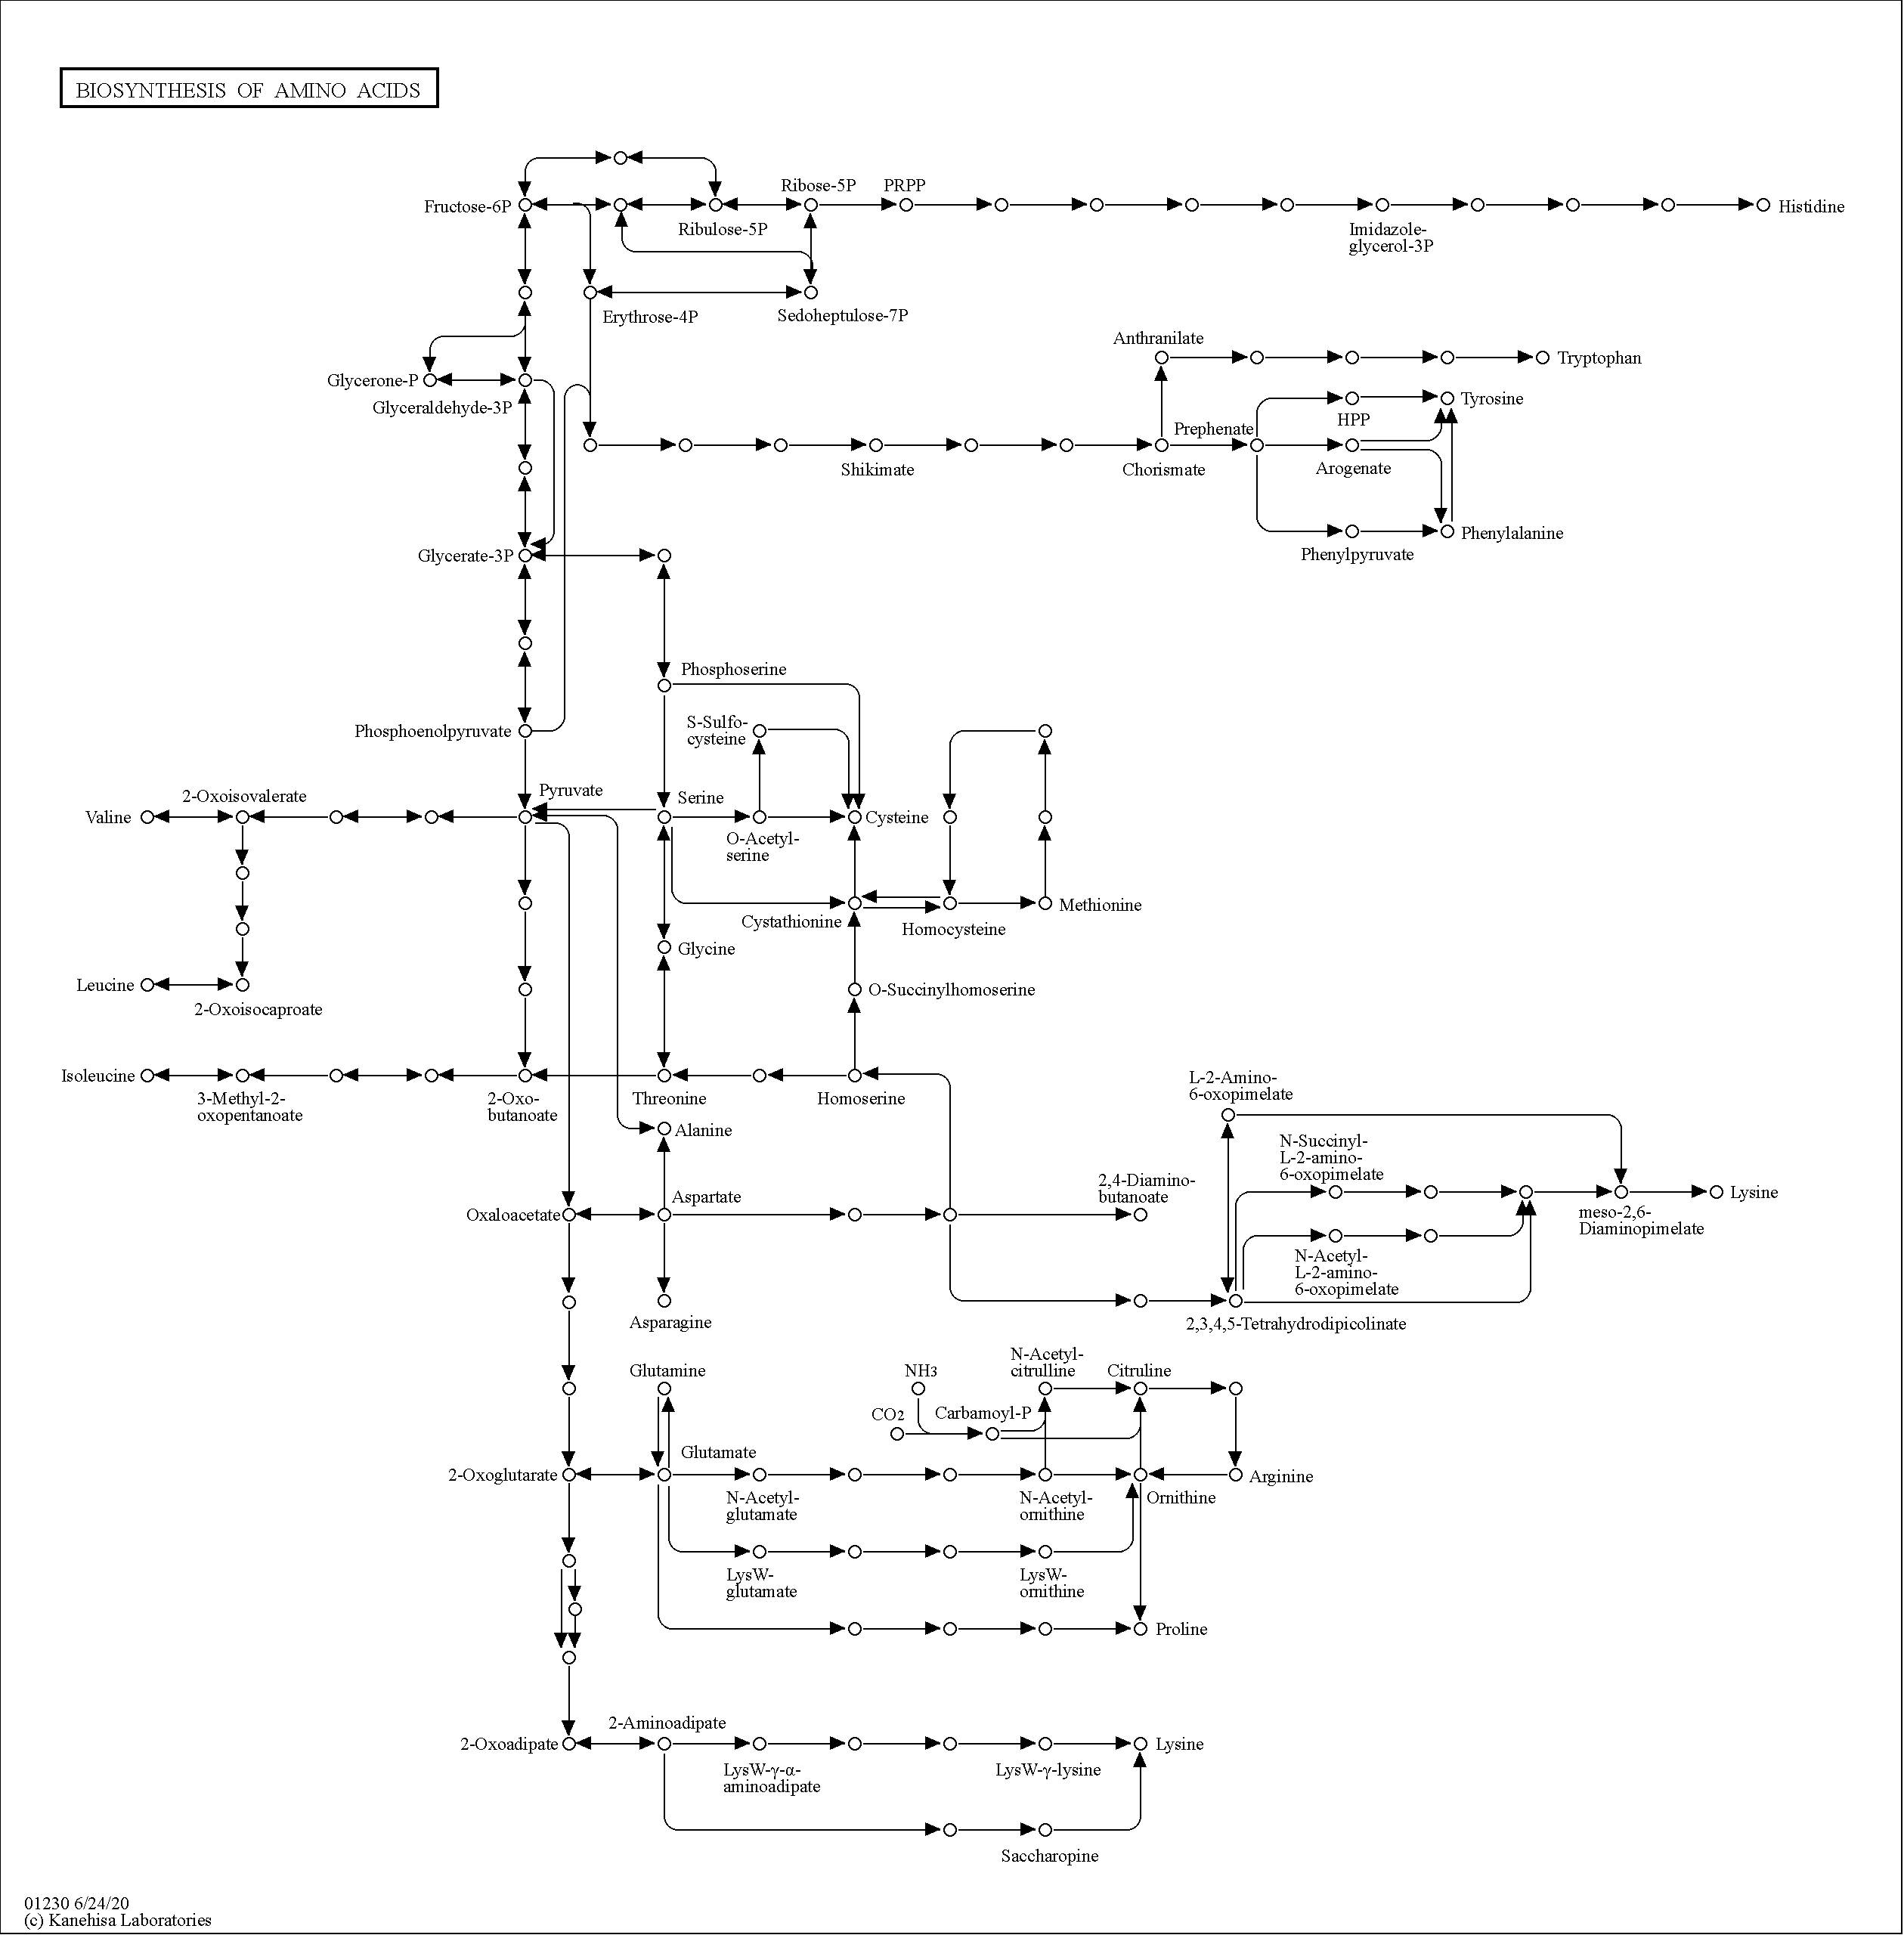 BIOSYNTHESIS OF AMINO ACIDS
Ribose-5P
PRPP
Fructose-6P
Ribulose-5P
Histidine
Imidazole-
glycerol-3P
Erythrose-4P
Sedoheptulose-7P
Anthranilate
Tryptophan
Glycerone-P
Glyceraldehyde-3P
Tyrosine
HPP
Prephenate
Shikimate
Chorismate
Arogenate
Phenylalanine
Phenylpyruvate
Glycerate-3P
Phosphoserine
S-Sulfo-
cysteine
Phosphoenolpyruvate
Pyruvate
2-Oxoisovalerate
Serine
Valine
Cysteine
O-Acetyl-
serine
Cystathionine
Homocysteine
Methionine
Glycine
Leucine
2-Oxoisocaproate
O-Succinylhomoserine
Isoleucine
3-Methyl-2-
oxopentanoate
2-Oxo-
butanoate
Threonine
Homoserine
L-2-Amino-
6-oxopimelate
Alanine
N-Succinyl-
L-2-amino-
6-oxopimelate
2,4-Diamino-
butanoate
Aspartate
Oxaloacetate
Lysine
meso-2,6-
Diaminopimelate
N-Acetyl-
L-2-amino-
6-oxopimelate
Asparagine
2,3,4,5-Tetrahydrodipicolinate
Glutamine
NH3
N-Acetyl-
citrulline
Citruline
CO2
Carbamoyl-P
Glutamate
2-Oxoglutarate
Arginine
N-Acetyl-
glutamate
N-Acetyl-
ornithine
Ornithine
LysW-
glutamate
LysW-
ornithine
Proline
2-Aminoadipate
2-Oxoadipate
Lysine
LysW-γ-α-
aminoadipate
LysW-γ-lysine
Saccharopine
01230 6/24/20
(c) Kanehisa Laboratories